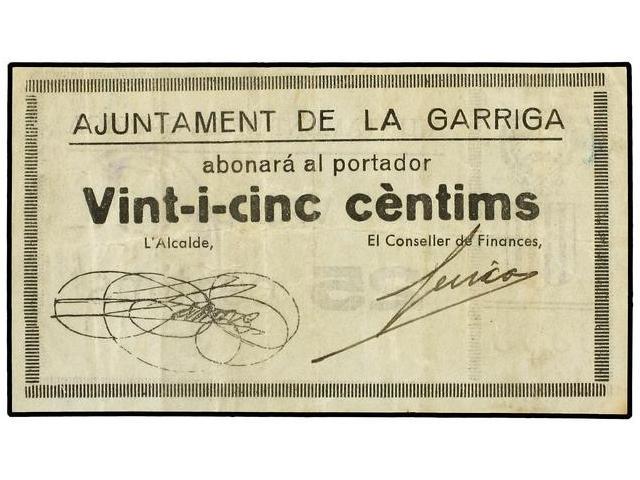 AJUNTAMENT DE LA GARRIGA
abonará al portador
Vint-i-cinc cèntims
L'Alcalde, El Conseller de Finances,